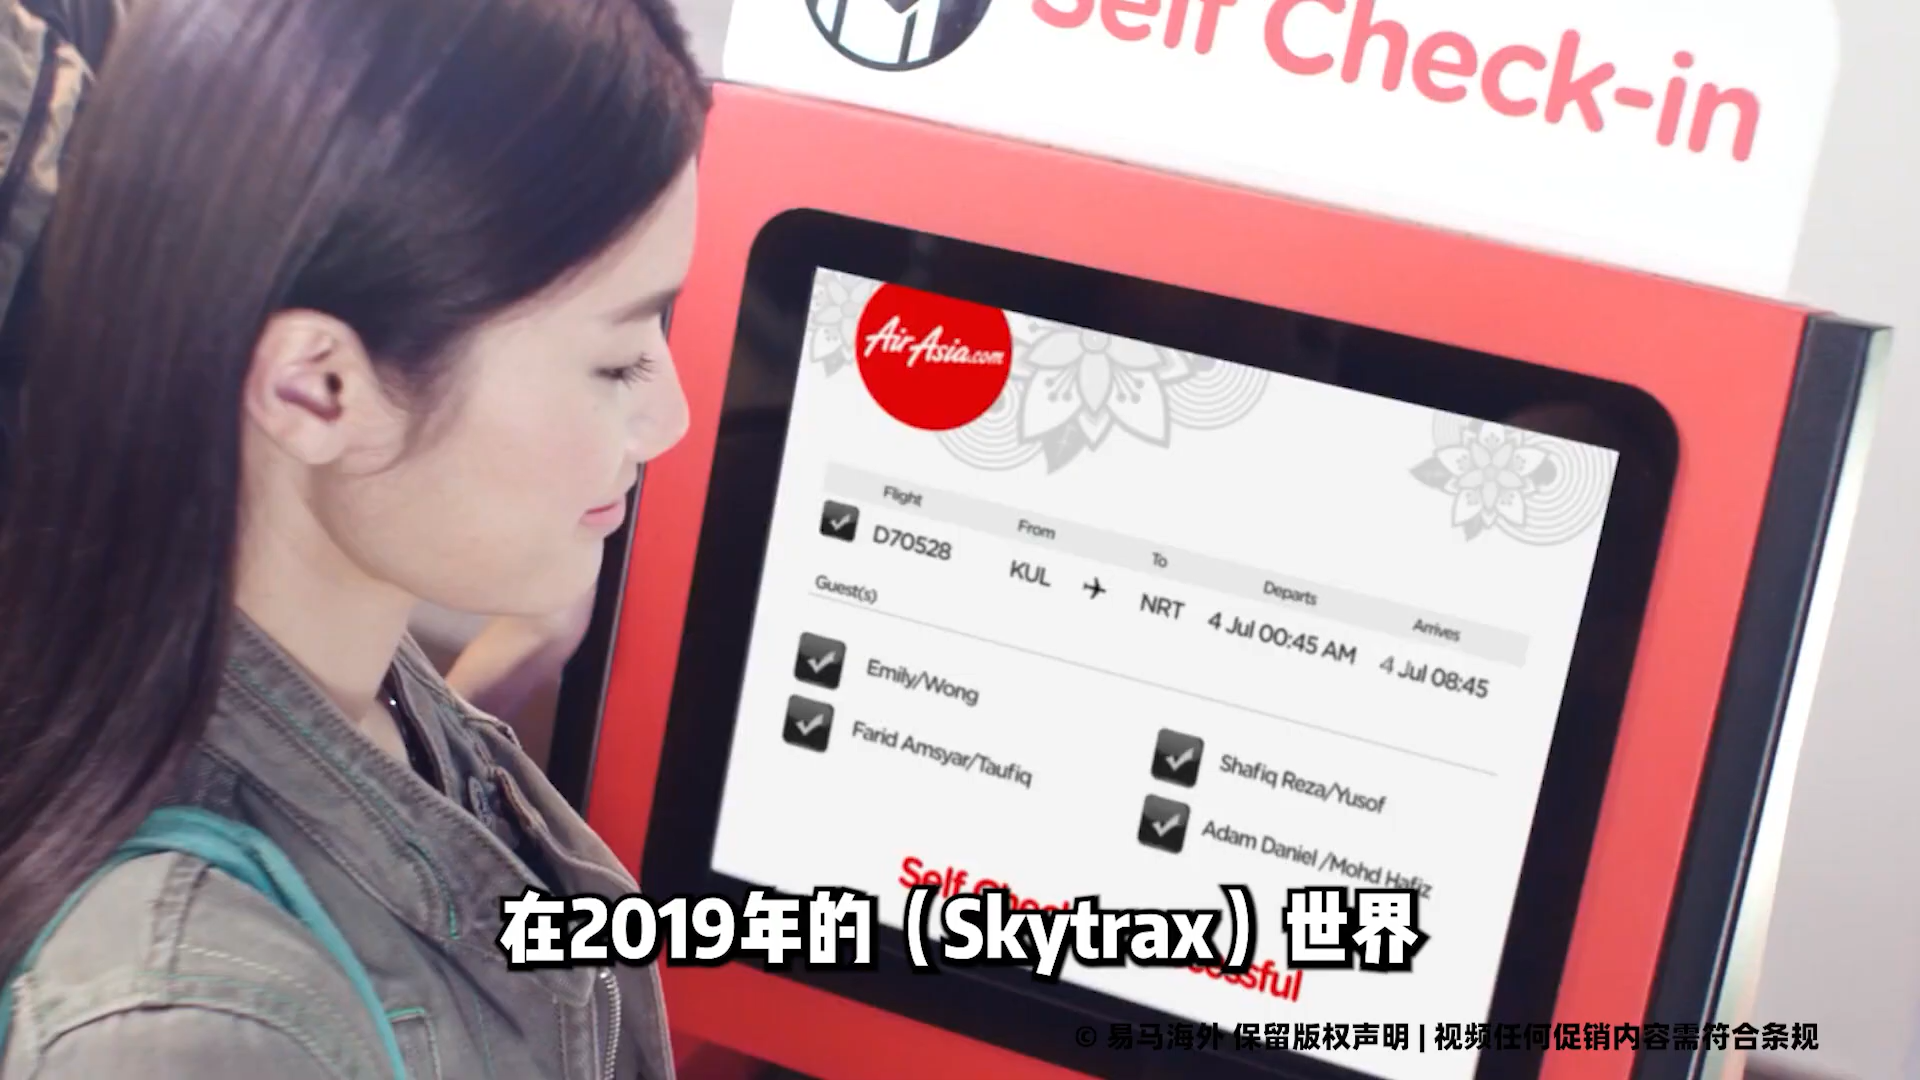 Self Check-in
AirAsia.com
Flight From To Departs Arrives
D70528 KUL NRT 4 Jul 00:45 AM 4 Jul 08:45
Guest(s)
Emily/Wong
Farid Amsyar/Taufiq
Shafiq Reza/Yusof
Adam Daniel /Mohd Hafiz
Self
在2019年的（Skytrax）世界
© 易马海外 保留版权声明 | 视频任何促销内容需符合条规